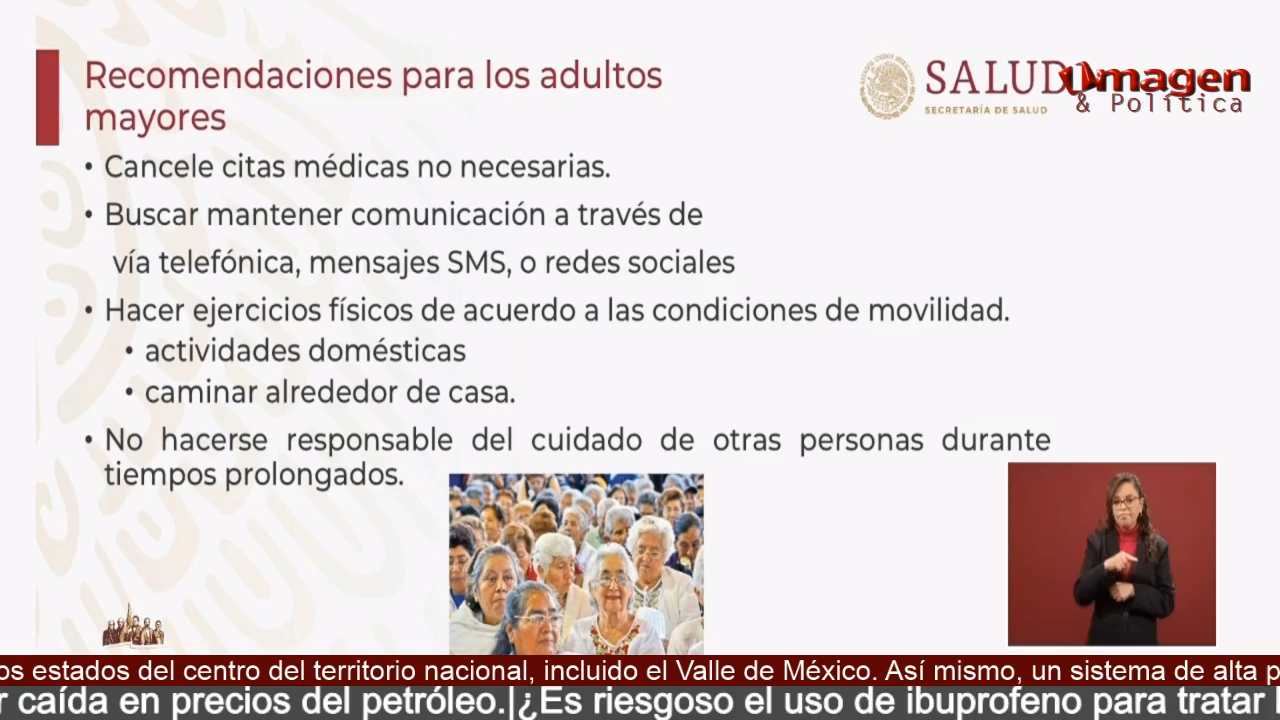 Recomendaciones para los adultos
mayores
SALUD
SECRETARÍA DE SALUD
magen
& Política
• Cancele citas médicas no necesarias.
• Buscar mantener comunicación a través de
vía telefónica, mensajes SMS, o redes sociales
• Hacer ejercicios físicos de acuerdo a las condiciones de movilidad.
• actividades domésticas
• caminar alrededor de casa.
• No hacerse responsable del cuidado de otras personas durante
tiempos prolongados.
os estados del centro del territorio nacional, incluido el Valle de México. Así mismo, un sistema de alta p
r caída en precios del petróleo.|¿Es riesgoso el uso de ibuprofeno para tratar